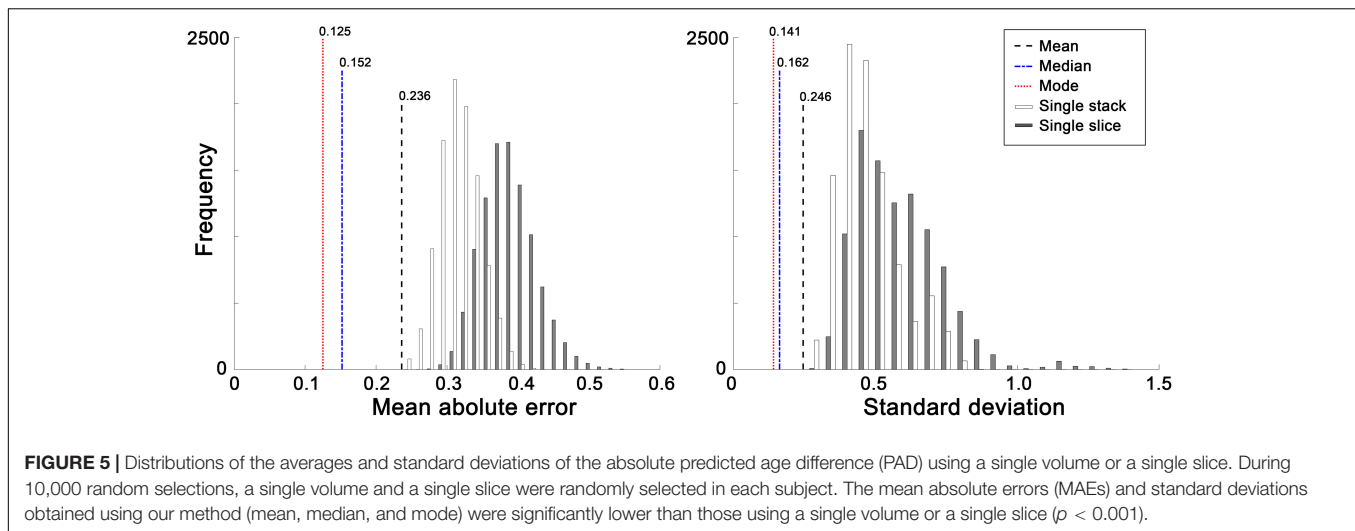 2500
0.125
0.152
0.236
Frequency
0
0 0.1 0.2 0.3 0.4 0.5 0.6
Mean abolute error
2500
0.141
0.162
0.246
0
0 0.5 1.0 1.5
Standard deviation
Mean
Median
Mode
Single stack
Single slice
FIGURE 5 | Distributions of the averages and standard deviations of the absolute predicted age difference (PAD) using a single volume or a single slice. During
10,000 random selections, a single volume and a single slice were randomly selected in each subject. The mean absolute errors (MAEs) and standard deviations
obtained using our method (mean, median, and mode) were significantly lower than those using a single volume or a single slice (p < 0.001).